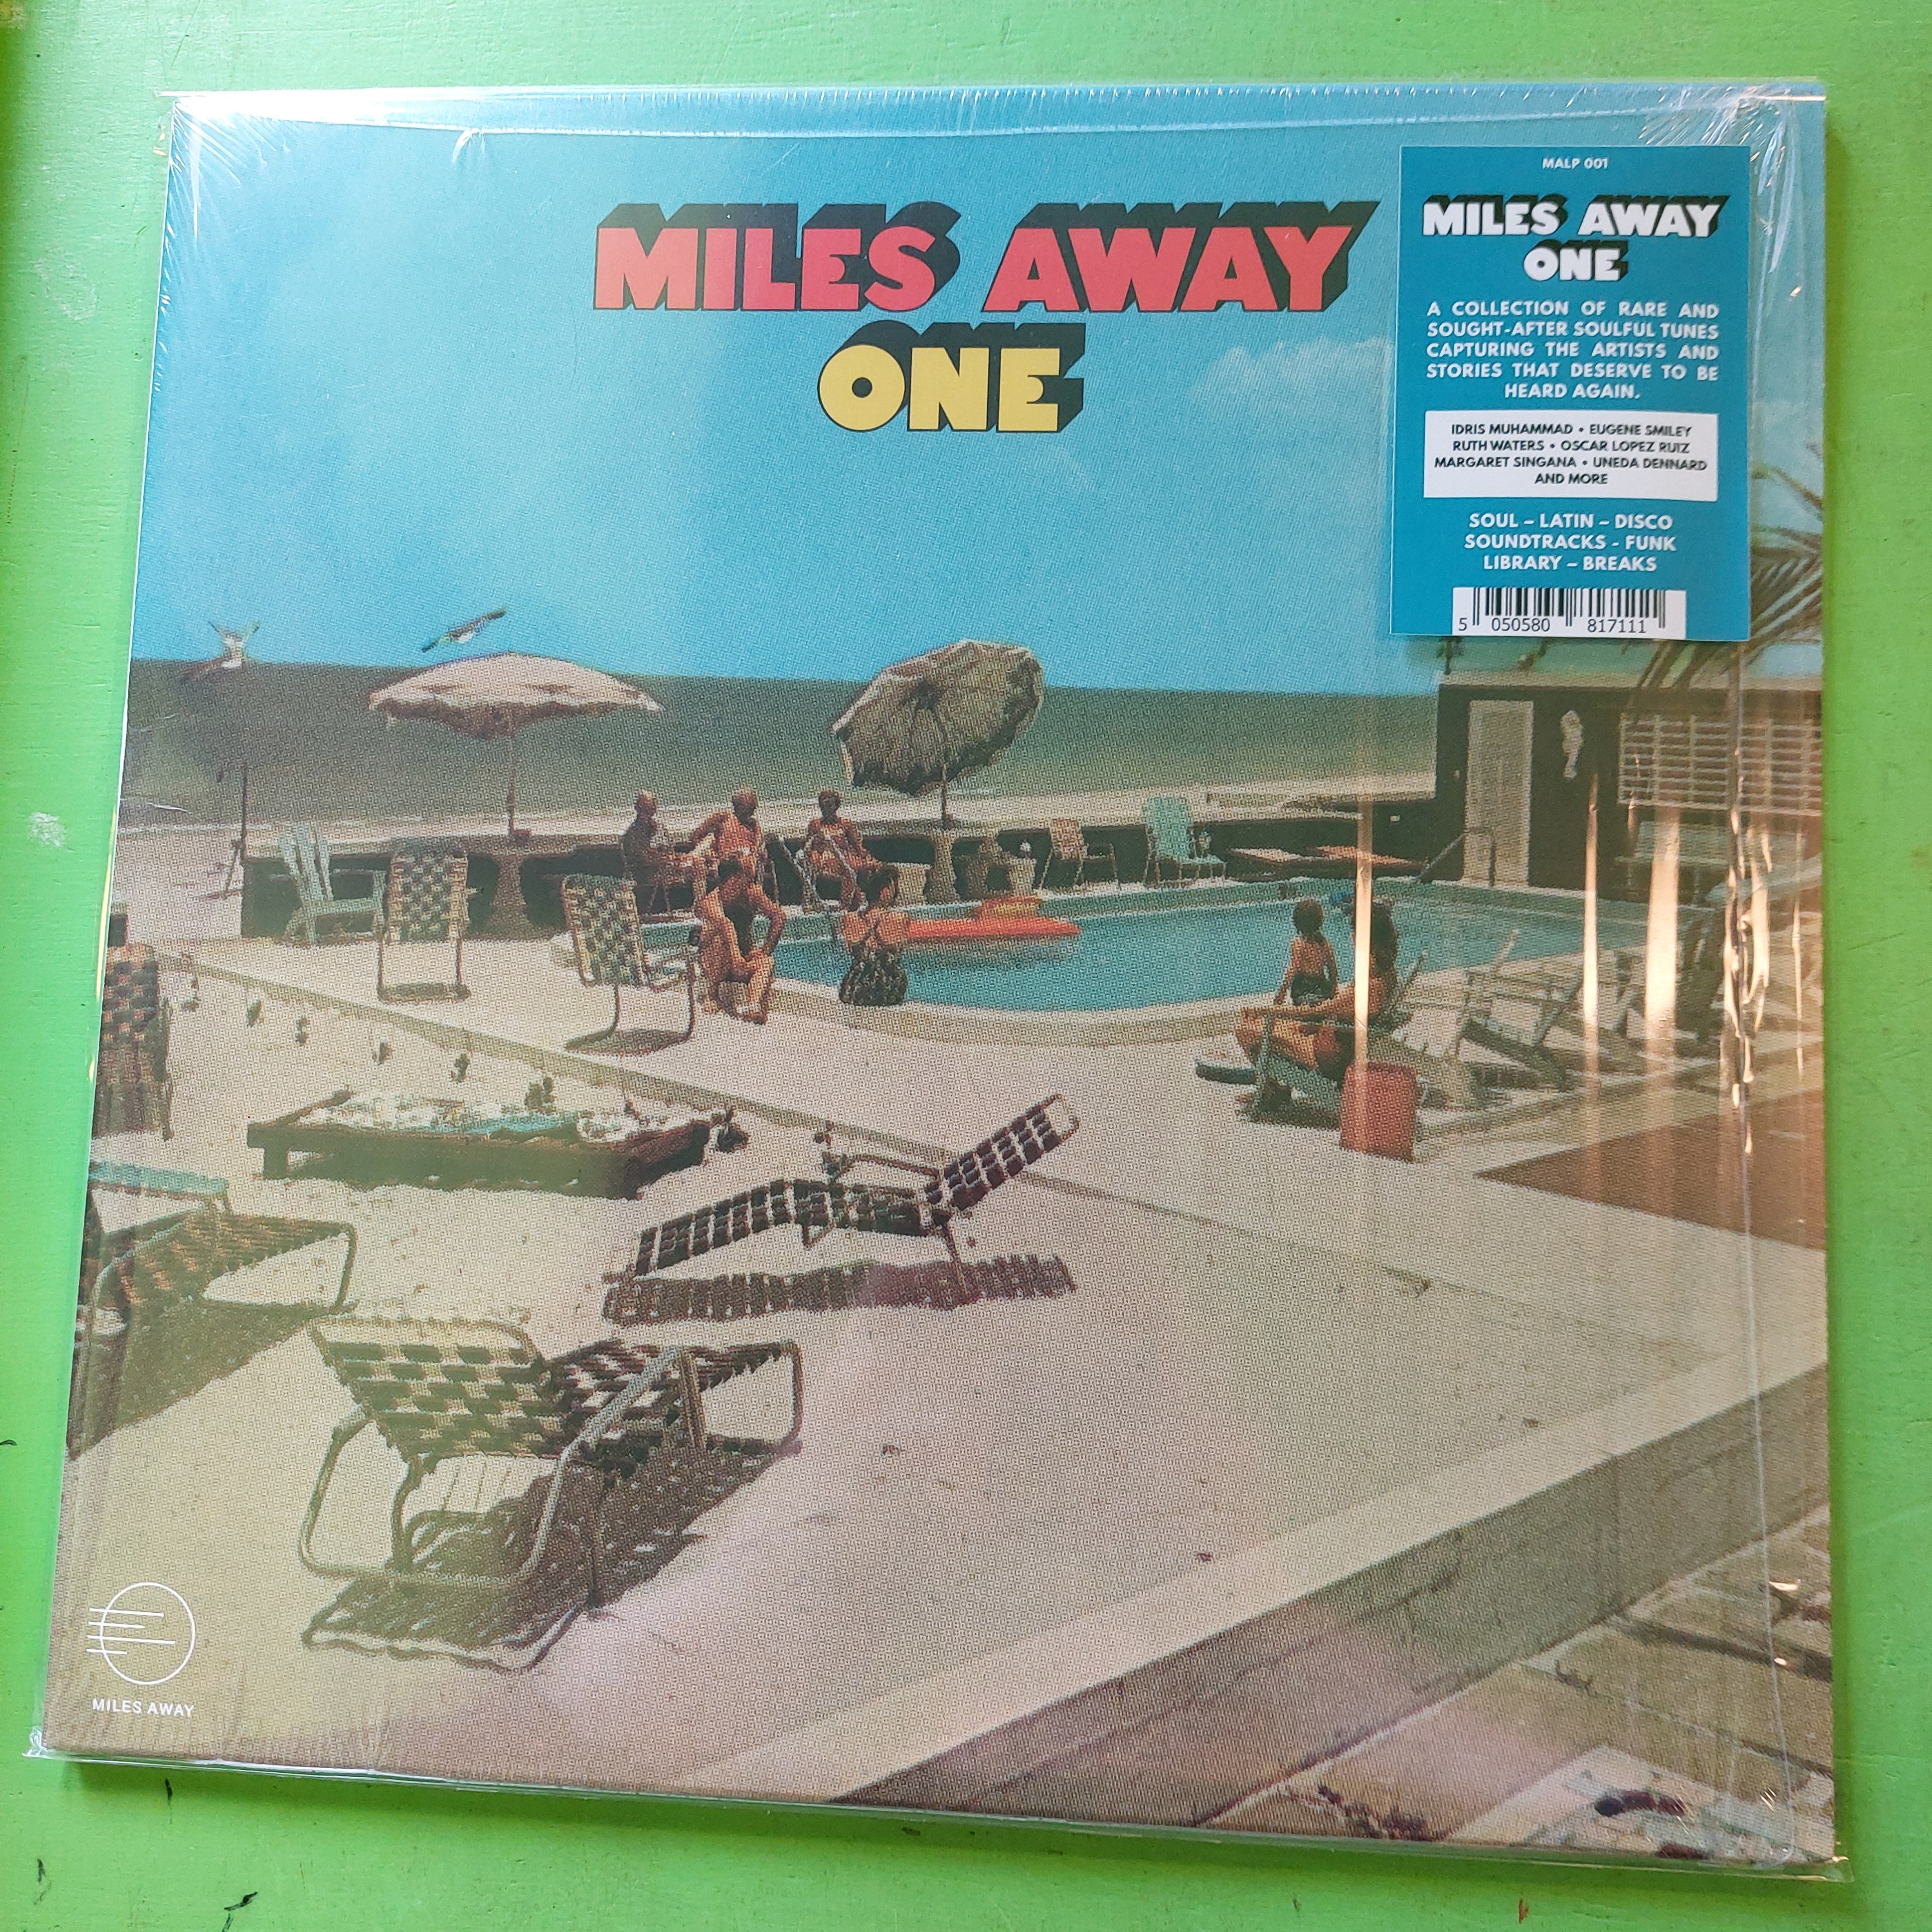 MILES AWAY
ONE
MALP 001
MILES AWAY
ONE
A COLLECTION OF RARE AND
SOUGHT-AFTER SOULFUL TUNES
CAPTURING THE ARTISTS AND
STORIES THAT DESERVE TO BE
HEARD AGAIN.
IDRIS MUHAMMAD • EUGENE SMILEY
RUTH WATERS • OSCAR LOPEZ RUIZ
MARGARET SINGANA • UNEDA DENNARD
AND MORE
SOUL – LATIN – DISCO
SOUNDTRACKS - FUNK
LIBRARY – BREAKS
5 050580 817111
MILES AWAY